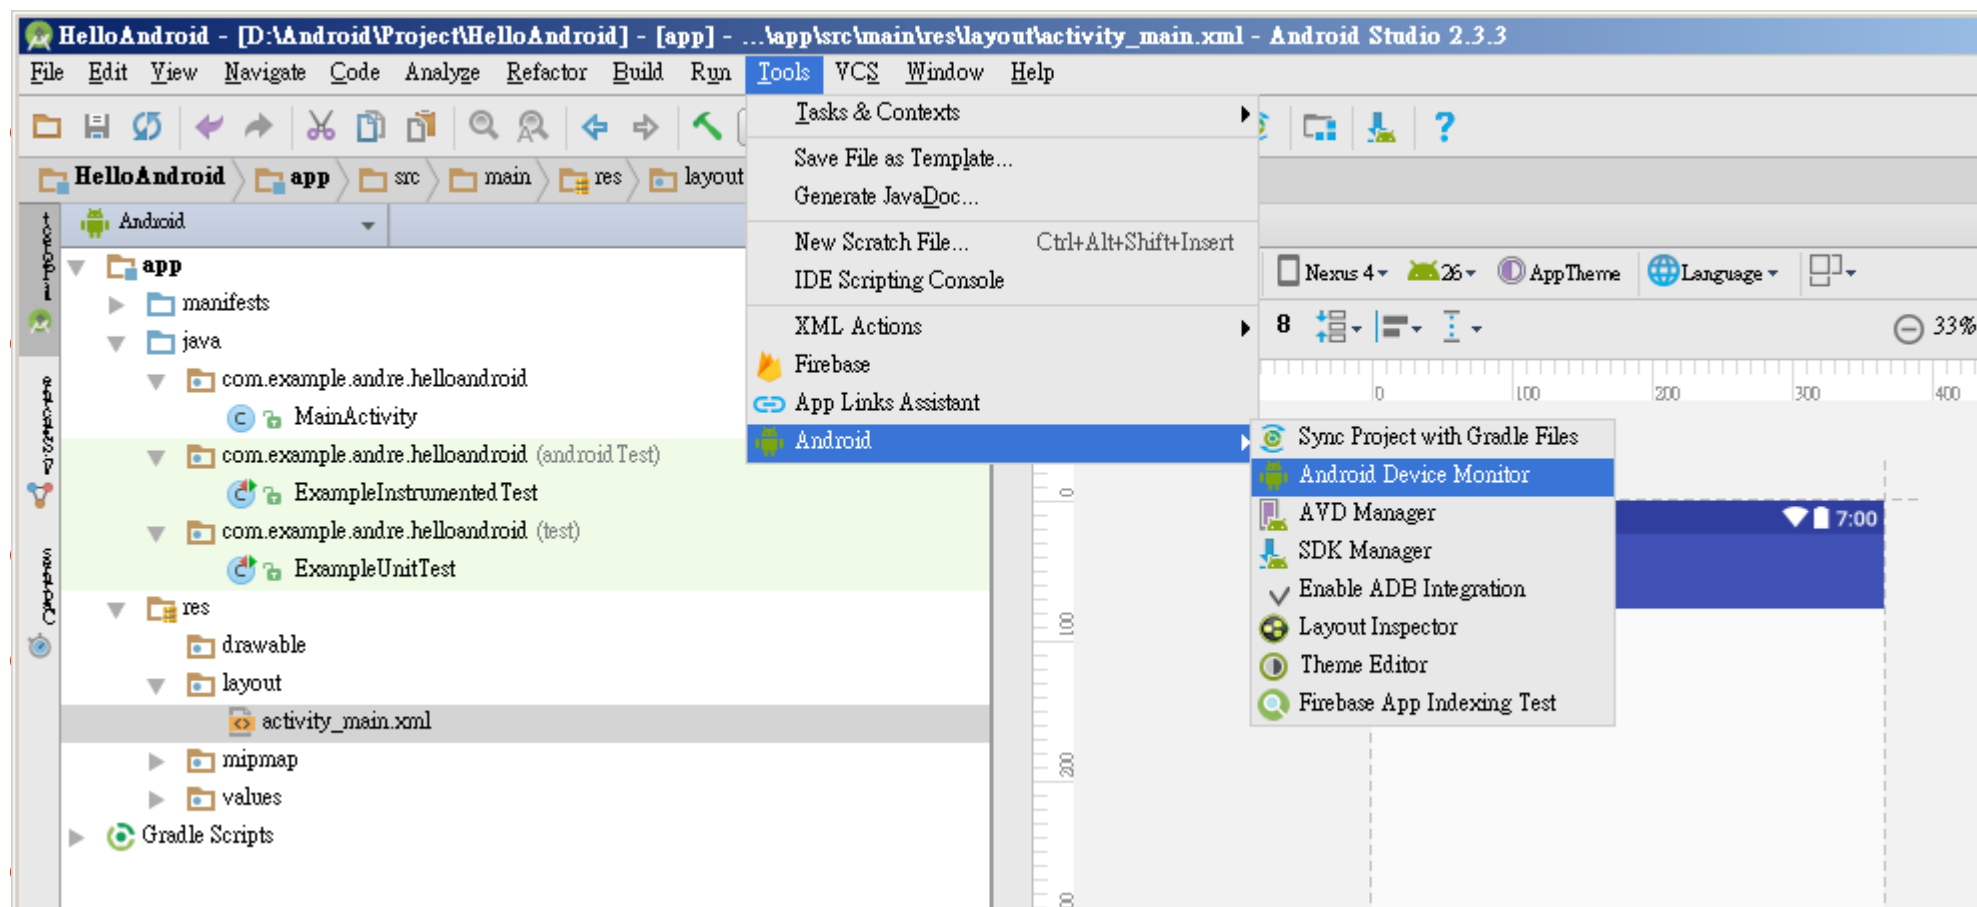 HelloAndroid - [D:\Android\Project\HelloAndroid] - [app] - ...\app\src\main\res\layout\activity_main.xml - Android Studio 2.3.3
File Edit View Navigate Code Analyze Refactor Build Run Tools VCS Window Help
HelloAndroid app src main res layout
Android
app
manifests
java
com.example.andre.helloandroid
MainActivity
com.example.andre.helloandroid (androidTest)
ExampleInstrumentedTest
com.example.andre.helloandroid (test)
ExampleUnitTest
res
drawable
layout
activity_main.xml
mipmap
values
Gradle Scripts
Tasks & Contexts
Save File as Template...
Generate JavaDoc...
New Scratch File... Ctrl+Alt+Shift+Insert
IDE Scripting Console
XML Actions
Firebase
App Links Assistant
Android
Sync Project with Gradle Files
Android Device Monitor
AVD Manager
SDK Manager
Enable ADB Integration
Layout Inspector
Theme Editor
Firebase App Indexing Test
Nexus 4 26 AppTheme Language
8 33%
0 100 200 300 400
7:00
0
100
200